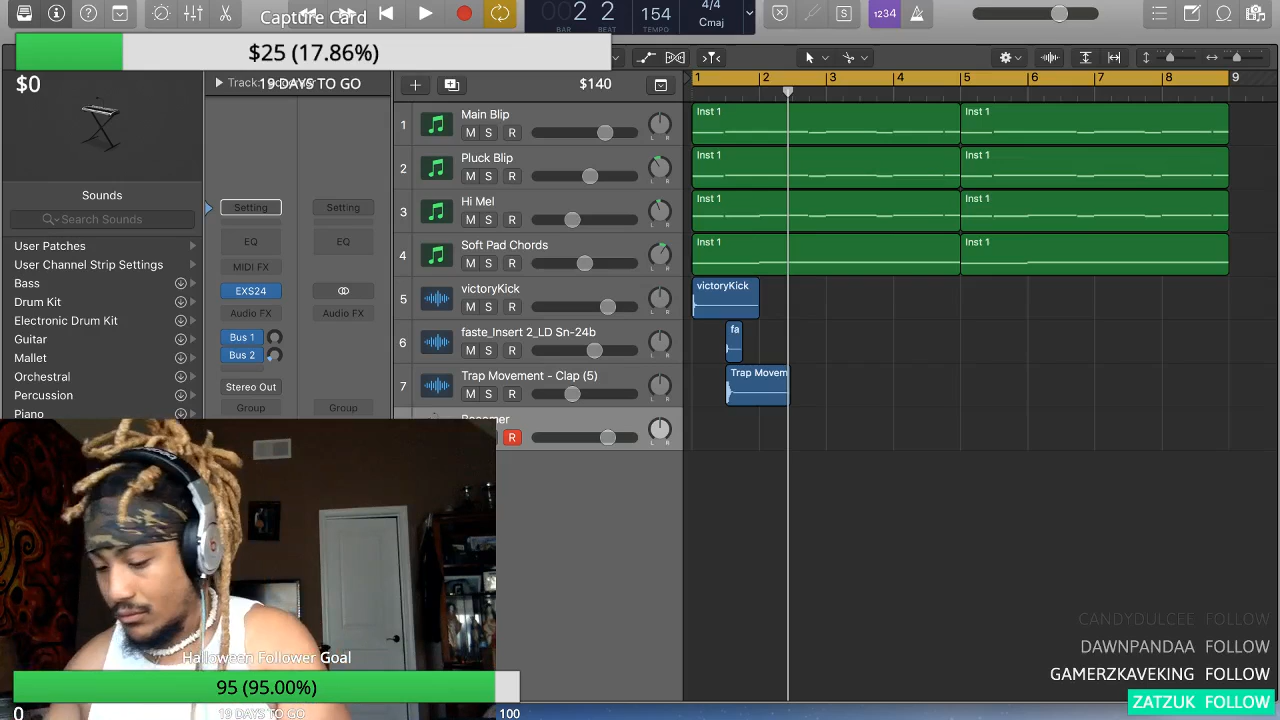 Capture Card
2 2
BAR BEAT
154
TEMPO
4/4
Cmaj
1234
S
$25 (17.86%)
$0
19 DAYS TO GO
$140
Track:
1 2 3 4 5 6 7 8 9
Sounds
Search Sounds
User Patches
User Channel Strip Settings
Bass
Drum Kit
Electronic Drum Kit
Guitar
Mallet
Orchestral
Percussion
Piano
Setting
EQ
MIDI FX
EXS24
Audio FX
Bus 1
Bus 2
Stereo Out
Group
Setting
EQ
Audio FX
Group
1 Main Blip
M S R
L R
Inst 1 Inst 1
2 Pluck Blip
M S R
L R
Inst 1 Inst 1
3 Hi Mel
M S R
L R
Inst 1 Inst 1
4 Soft Pad Chords
M S R
L R
Inst 1 Inst 1
5 victoryKick
M S R
L R
victoryKick
6 faste_Insert 2_LD Sn-24b
M S R
L R
fa
7 Trap Movement - Clap (5)
M S R
L R
Trap Movem
R
L R
Halloween Follower Goal
95 (95.00%)
0
19 DAYS TO GO
100
CANDYDULCEE FOLLOW
DAWNPANDAA FOLLOW
GAMERZKAVEKING FOLLOW
ZATZUK FOLLOW